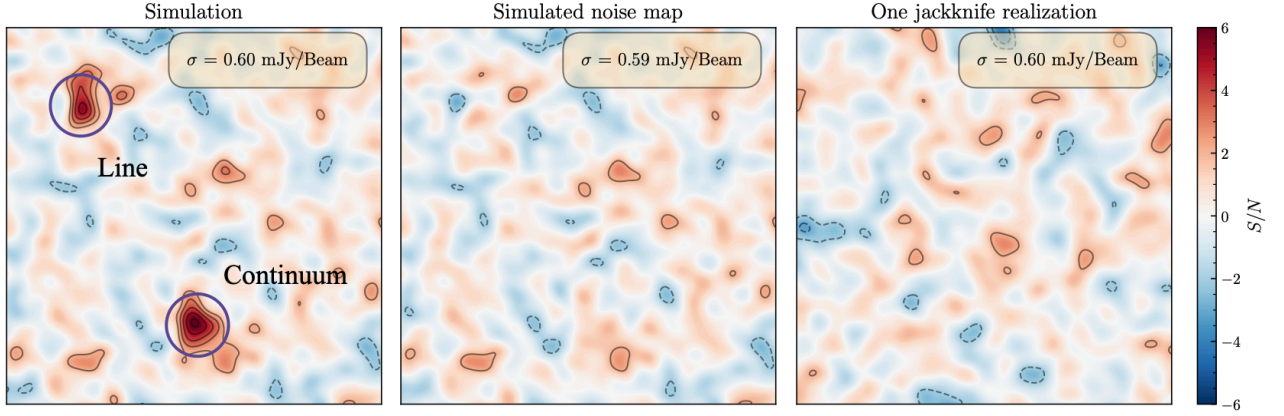 Simulation
Simulated noise map
One jackknife realization
σ = 0.60 mJy/Beam
σ = 0.59 mJy/Beam
σ = 0.60 mJy/Beam
Line
Continuum
6
4
2
0
−2
−4
−6
S/N